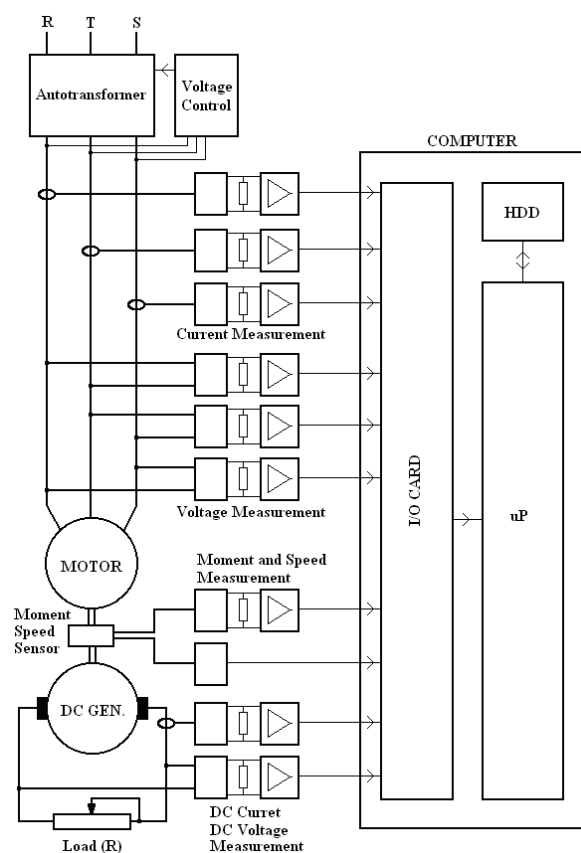 R T S
Autotransformer
Voltage
Control
COMPUTER
HDD
Current Measurement
I/O CARD
uP
Voltage Measurement
MOTOR
Moment and Speed
Measurement
Moment
Speed
Sensor
DC GEN.
DC Curret
DC Voltage
Measurement
Load (R)